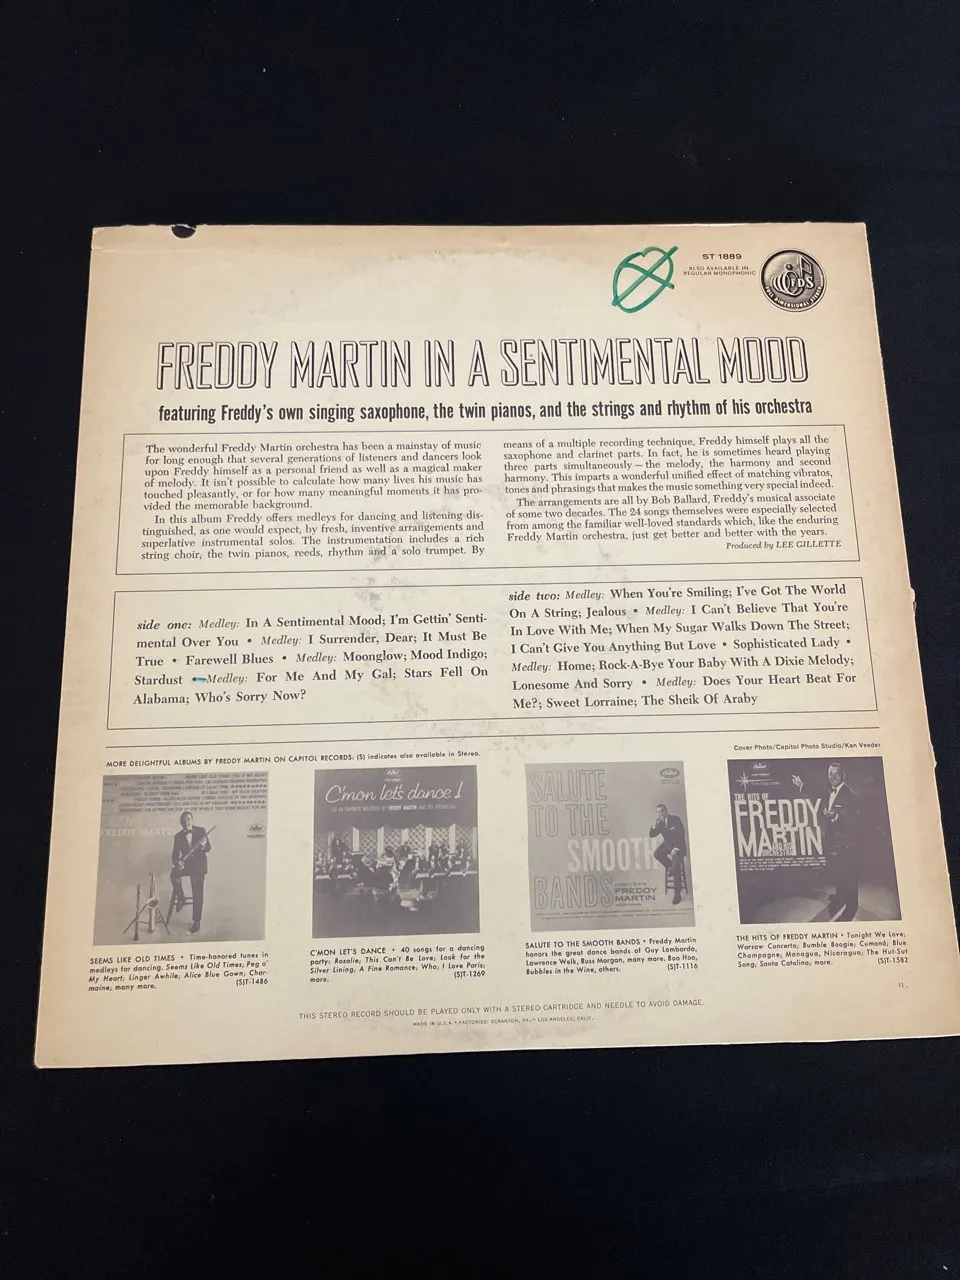 ST 1889
ALSO AVAILABLE IN
REGULAR MONOPHONIC
FDS
FULL DIMENSIONAL STEREO
FREDDY MARTIN IN A SENTIMENTAL MOOD
featuring Freddy's own singing saxophone, the twin pianos, and the strings and rhythm of his orchestra
The wonderful Freddy Martin orchestra has been a mainstay of music
for long enough that several generations of listeners and dancers look
upon Freddy himself as a personal friend as well as a magical maker
of melody. It isn't possible to calculate how many lives his music has
touched pleasantly, or for how many meaningful moments it has pro-
vided the memorable background.
In this album Freddy offers medleys for dancing and listening dis-
tinguished, as one would expect, by fresh, inventive arrangements and
superlative instrumental solos. The instrumentation includes a rich
string choir, the twin pianos, reeds, rhythm and a solo trumpet. By
means of a multiple recording technique, Freddy himself plays all the
saxophone and clarinet parts. In fact, he is sometimes heard playing
three parts simultaneously — the melody, the harmony and second
harmony. This imparts a wonderful unified effect of matching vibratos,
tones and phrasings that makes the music something very special indeed.
The arrangements are all by Bob Ballard, Freddy's musical associate
of some two decades. The 24 songs themselves were especially selected
from among the familiar well-loved standards which, like the enduring
Freddy Martin orchestra, just get better and better with the years.
Produced by LEE GILLETTE
side one: Medley: In A Sentimental Mood; I'm Gettin' Senti-
mental Over You • Medley: I Surrender, Dear; It Must Be
True • Farewell Blues • Medley: Moonglow; Mood Indigo;
Stardust • Medley: For Me And My Gal; Stars Fell On
Alabama; Who's Sorry Now?
side two: Medley: When You're Smiling; I've Got The World
On A String; Jealous • Medley: I Can't Believe That You're
In Love With Me; When My Sugar Walks Down The Street;
I Can't Give You Anything But Love • Sophisticated Lady •
Medley: Home; Rock-A-Bye Your Baby With A Dixie Melody;
Lonesome And Sorry • Medley: Does Your Heart Beat For
Me?; Sweet Lorraine; The Sheik Of Araby
Cover Photo/Capitol Photo Studio/Ken Veeder
MORE DELIGHTFUL ALBUMS BY FREDDY MARTIN ON CAPITOL RECORDS: (S) indicates also available in Stereo.
FREDDY MARTIN
Capitol
C'mon let's dance!
Capitol
SALUTE
TO THE
SMOOTH
BANDS
FREDDY
MARTIN
THE HITS OF
FREDDY
MARTIN
AND HIS
ORCHESTRA
SEEMS LIKE OLD TIMES • Time-honored tunes in
medleys for dancing. Seems Like Old Times; Peg o'
My Heart; Linger Awhile, Alice Blue Gown; Char-
maine; many more. (S)T-1486
C'MON LET'S DANCE • 40 songs for a dancing
party: Rosalie, This Can't Be Love; Look for the
Silver Lining, A Fine Romance; Who, I Love Paris;
more. (S)T-1269
SALUTE TO THE SMOOTH BANDS • Freddy Martin
honors the great dance bands of Guy Lombardo,
Lawrence Welk, Russ Morgan, many more. Boo Hoo,
Bubbles in the Wine, others. (S)T-1116
THE HITS OF FREDDY MARTIN • Tonight We Love;
Warsaw Concerto; Bumble Boogie; Cumaná; Blue
Champagne; Managua, Nicaragua; The Hut-Sut
Song; Santa Catalina; more. (S)T-1582
11.
THIS STEREO RECORD SHOULD BE PLAYED ONLY WITH A STEREO CARTRIDGE AND NEEDLE TO AVOID DAMAGE.
MADE IN U.S.A. • FACTORIES: SCRANTON, PA. — LOS ANGELES, CALIF.